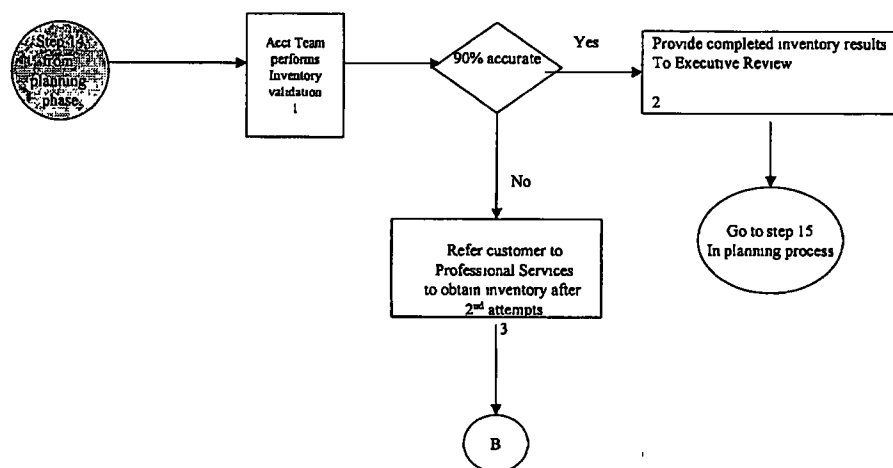 Step 14
from
planning
phase
Acct Team
performs
Inventory
validation
1
90% accurate
Yes
Provide completed inventory results
To Executive Review
2
No
Go to step 15
In planning process
Refer customer to
Professional Services
to obtain inventory after
2nd attempts
3
B